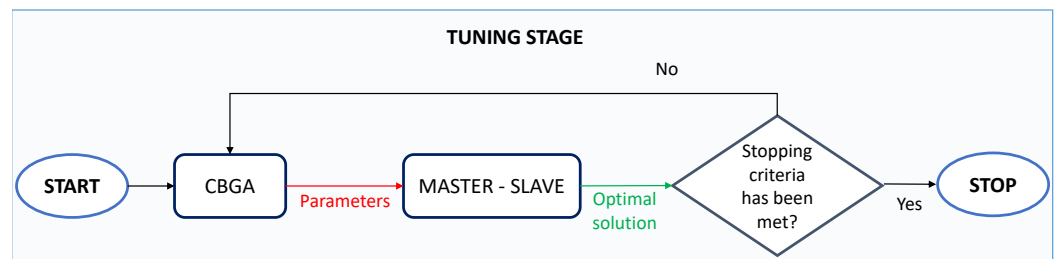 TUNING STAGE
No
START
CBGA
Parameters
MASTER - SLAVE
Optimal
solution
Stopping
criteria
has been
met?
Yes
STOP